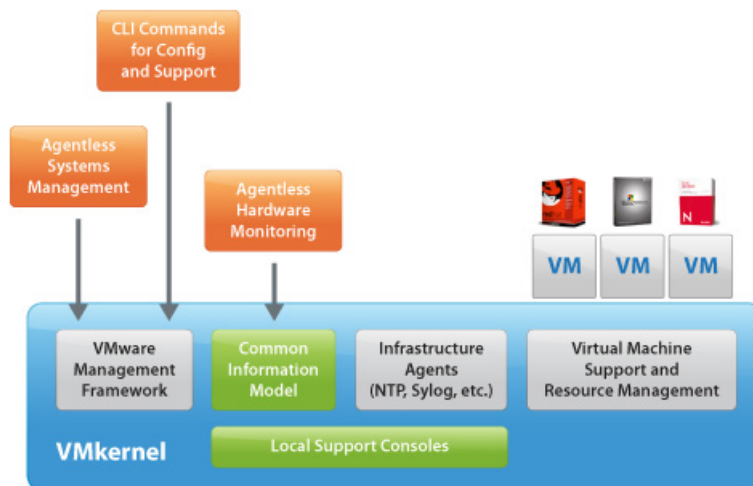 CLI Commands
for Config
and Support
Agentless
Systems
Management
Agentless
Hardware
Monitoring
N
VM
VM
VM
VMware
Management
Framework
Common
Information
Model
Infrastructure
Agents
(NTP, Sylog, etc.)
Virtual Machine
Support and
Resource Management
Local Support Consoles
VMkernel